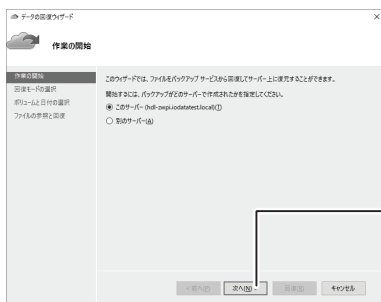 データの回復ウィザード
作業の開始
作業の開始
回復モードの選択
ボリュームと日付の選択
ファイルの参照と回復
このウィザードでは、ファイルをバックアップ サービスから回復してサーバー上に復元することができます。
開始するには、バックアップがどのサーバーで作成されたかを指定してください。
このサーバー (hdl-zwpi.iodatatest.local)(T)
別のサーバー(A)
< 前へ(P)
次へ(N) >
回復(R)
キャンセル